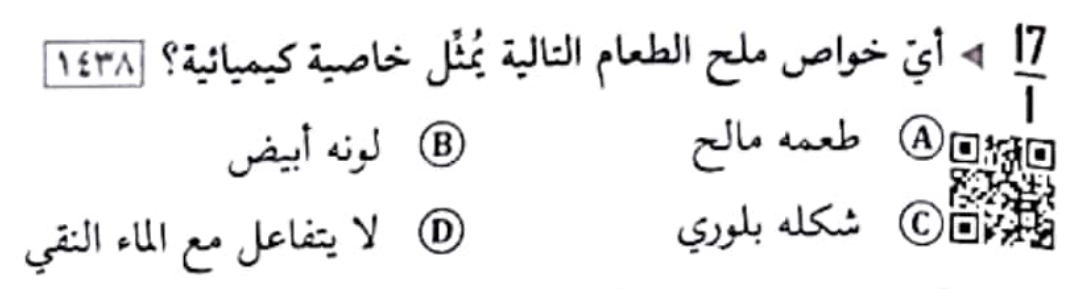 17 ◂ أيّ خواص ملح الطعام التالية يُمثِّل خاصية كيميائية؟ ١٤٣٨
1
Ⓐ طعمه مالح Ⓑ لونه أبيض
Ⓒ شكله بلوري Ⓓ لا يتفاعل مع الماء النقي